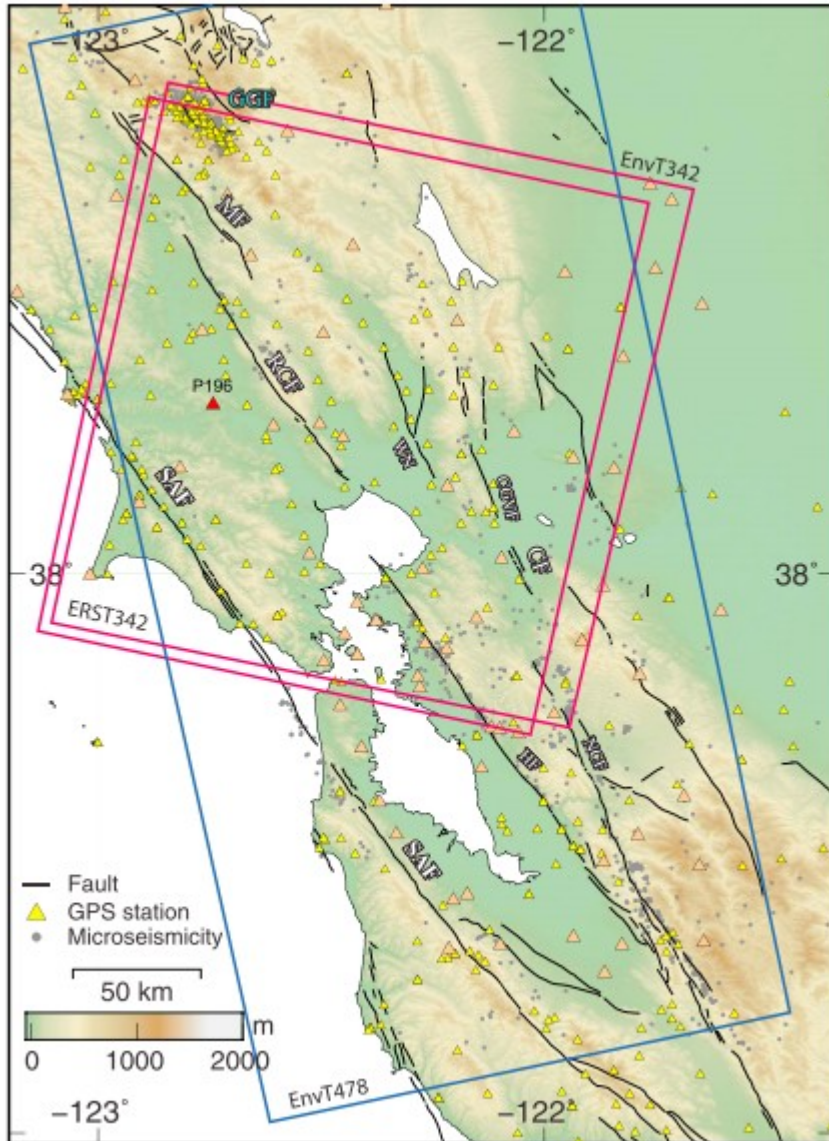 -123°
-122°
GGF
EnvT342
MF
RCF
P196
WN
SAF
CGVF
CF
38°
38°
ERST342
NCF
HF
SAF
Fault
GPS station
Microseismicity
50 km
m
0
1000
2000
EnvT478
-123°
-122°